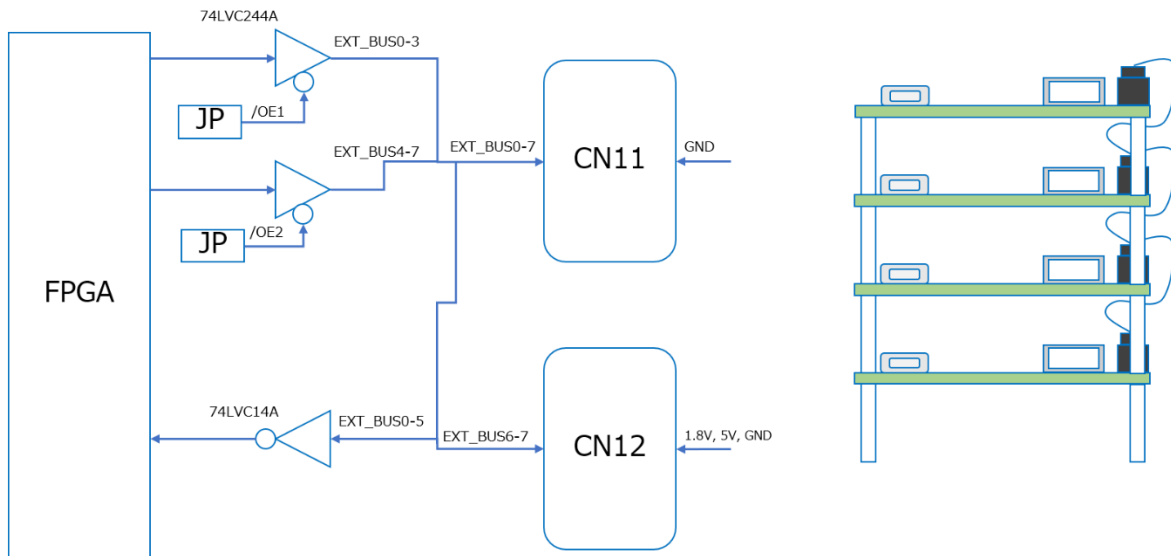 74LVC244A
EXT_BUS0-3
JP
/OE1
EXT_BUS4-7
EXT_BUS0-7
CN11
GND
JP
/OE2
FPGA
74LVC14A
EXT_BUS0-5
EXT_BUS6-7
CN12
1.8V, 5V, GND